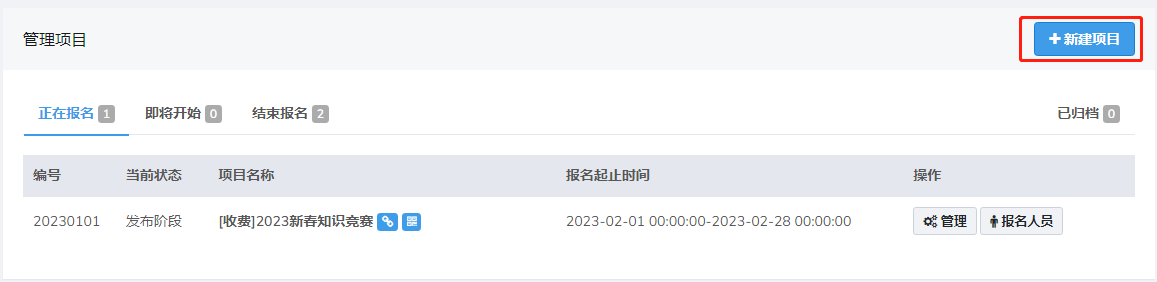 管理项目
新建项目
正在报名 1 即将开始 0 结束报名 2 已归档 0
编号 当前状态 项目名称 报名起止时间 操作
20230101 发布阶段 [收费]2023新春知识竞赛 2023-02-01 00:00:00-2023-02-28 00:00:00 管理 报名人员